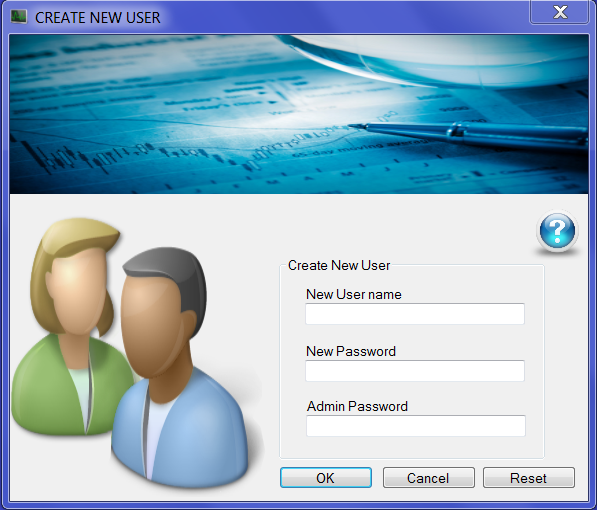 CREATE NEW USER
X
?
Create New User
New User name
New Password
Admin Password
OK
Cancel
Reset